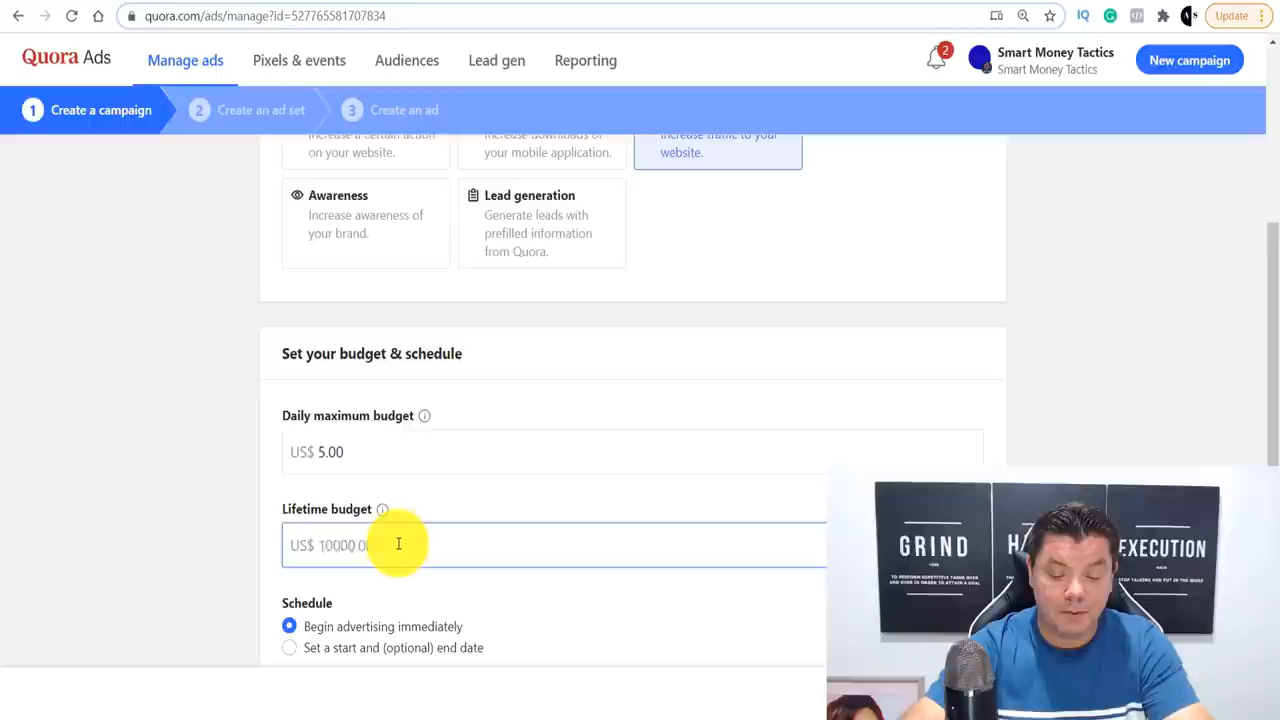 quora.com/ads/manage?id=527765581707834
Update
Quora Ads
Manage ads
Pixels & events
Audiences
Lead gen
Reporting
2
Smart Money Tactics
Smart Money Tactics
New campaign
1 Create a campaign
2 Create an ad set
3 Create an ad
Increase a certain action
on your website.
Increase downloads of
your mobile application.
Increase traffic to your
website.
Awareness
Increase awareness of
your brand.
Lead generation
Generate leads with
prefilled information
from Quora.
Set your budget & schedule
Daily maximum budget
US$ 5.00
Lifetime budget
US$
Schedule
Begin advertising immediately
Set a start and (optional) end date
GRIND
EXECUTION